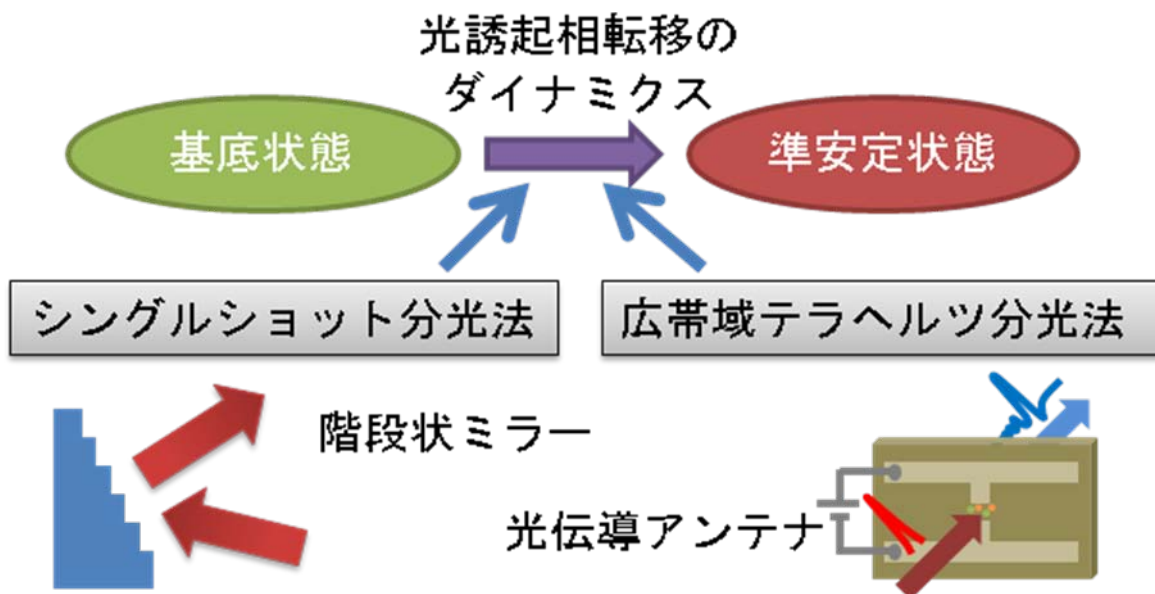 光誘起相転移の
ダイナミクス
基底状態
準安定状態
シングルショット分光法
広帯域テラヘルツ分光法
階段状ミラー
光伝導アンテナ